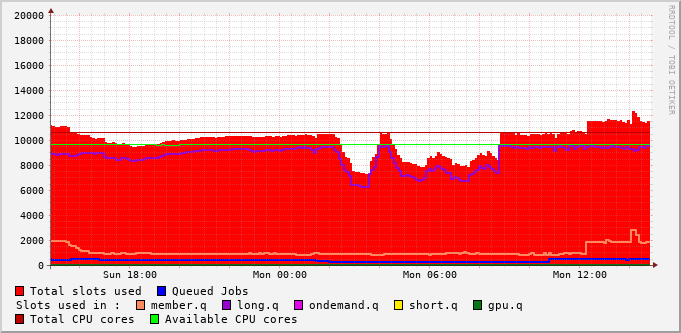 20000
18000
16000
14000
12000
10000
8000
6000
4000
2000
0
Sun 18:00 Mon 00:00 Mon 06:00 Mon 12:00
RRDTOOL / TOBI OETIKER
Total slots used Queued Jobs
Slots used in : member.q long.q ondemand.q short.q gpu.q
Total CPU cores Available CPU cores